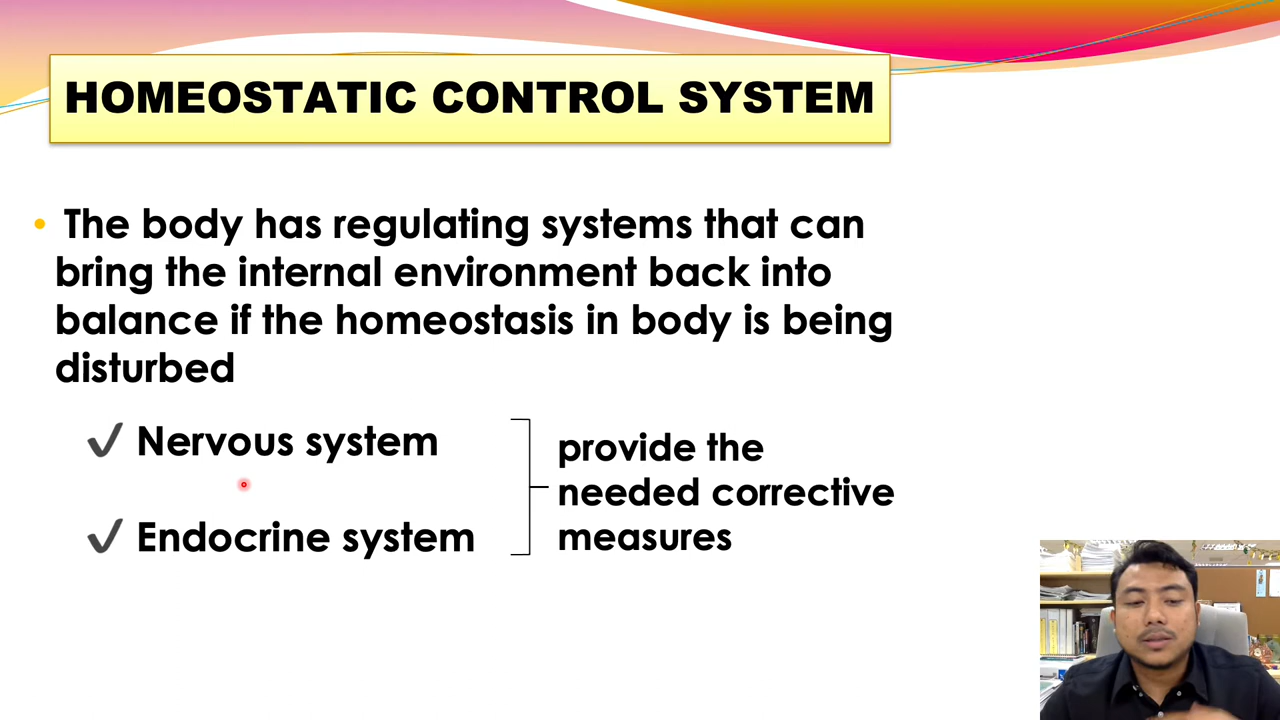 HOMEOSTATIC CONTROL SYSTEM
• The body has regulating systems that can
bring the internal environment back into
balance if the homeostasis in body is being
disturbed
✓ Nervous system
✓ Endocrine system
provide the
needed corrective
measures